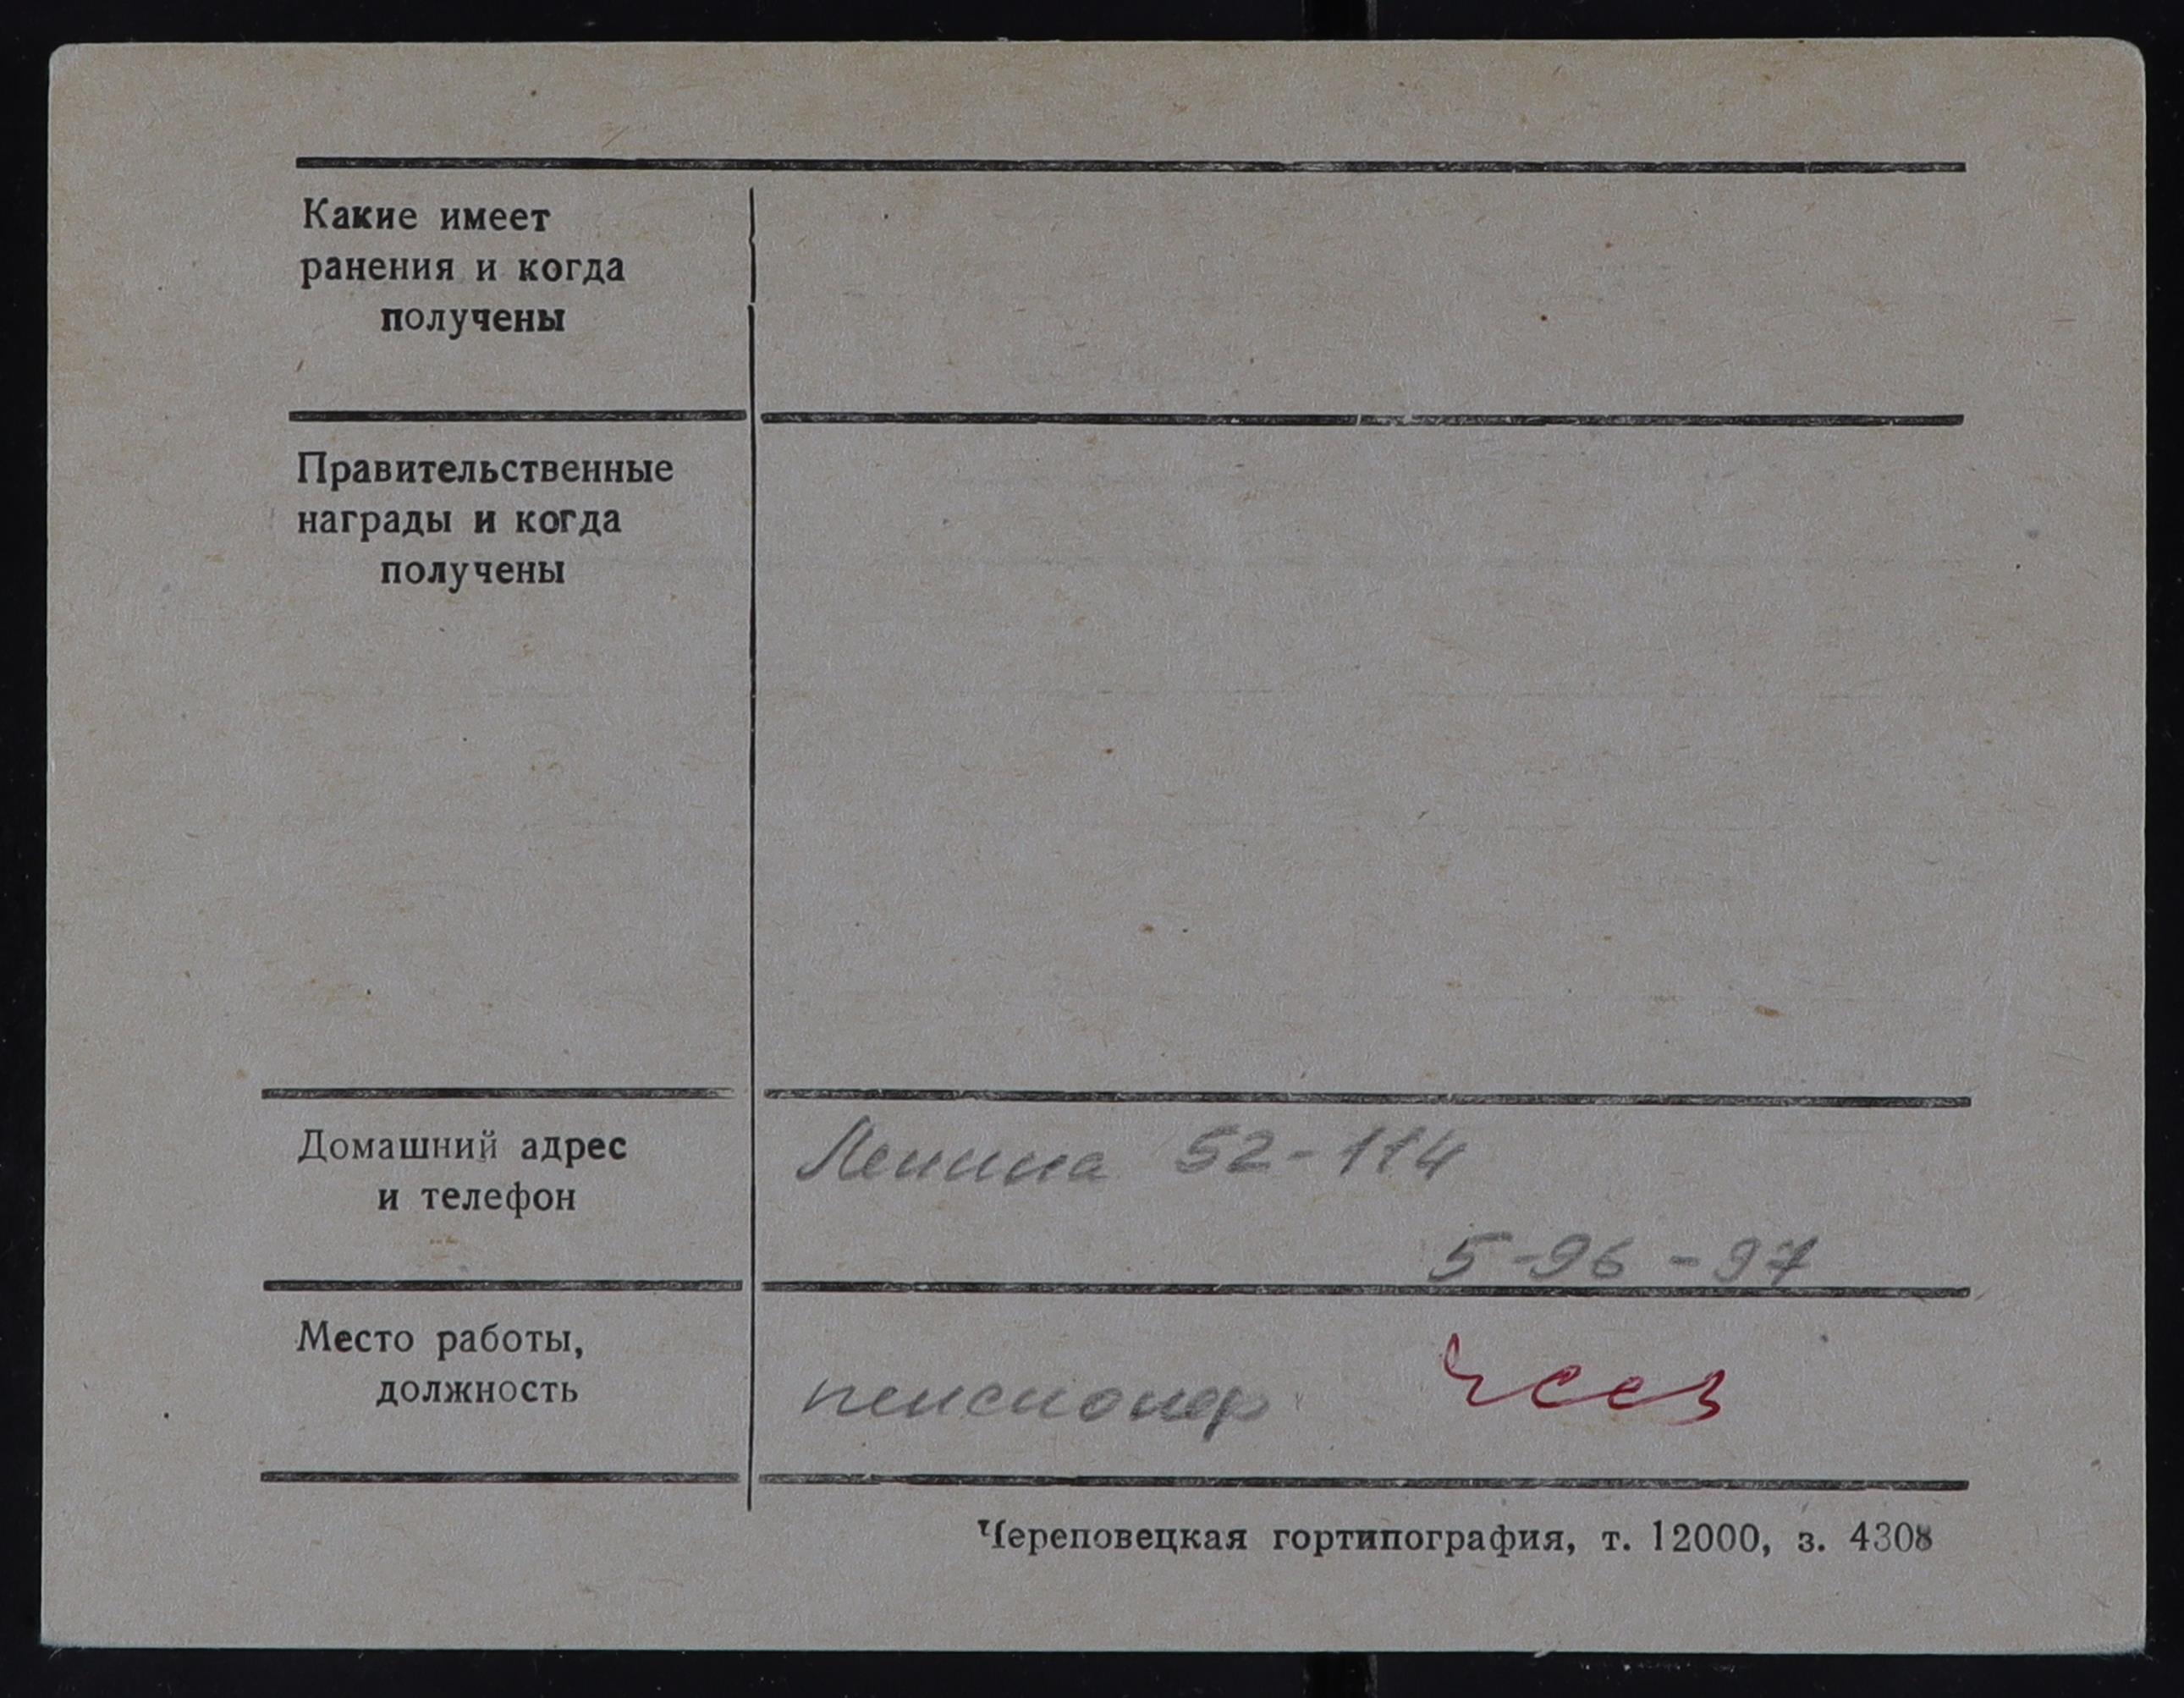 Какие имеет
ранения и когда
получены
Правительственные
награды и когда
получены
Домашний адрес
и телефон
Ленина 52-114
5-96-97
Место работы,
должность
пенсионер
Череповецкая гортипография, т. 12000, з. 4308